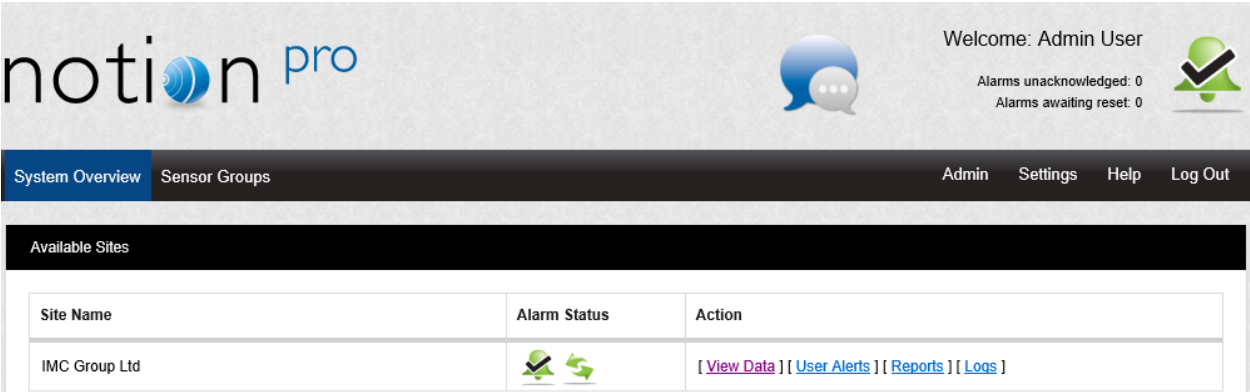 notion pro
Welcome: Admin User
Alarms unacknowledged: 0
Alarms awaiting reset: 0
System Overview Sensor Groups Admin Settings Help Log Out
Available Sites
Site Name Alarm Status Action
IMC Group Ltd [ View Data ] [ User Alerts ] [ Reports ] [ Logs ]